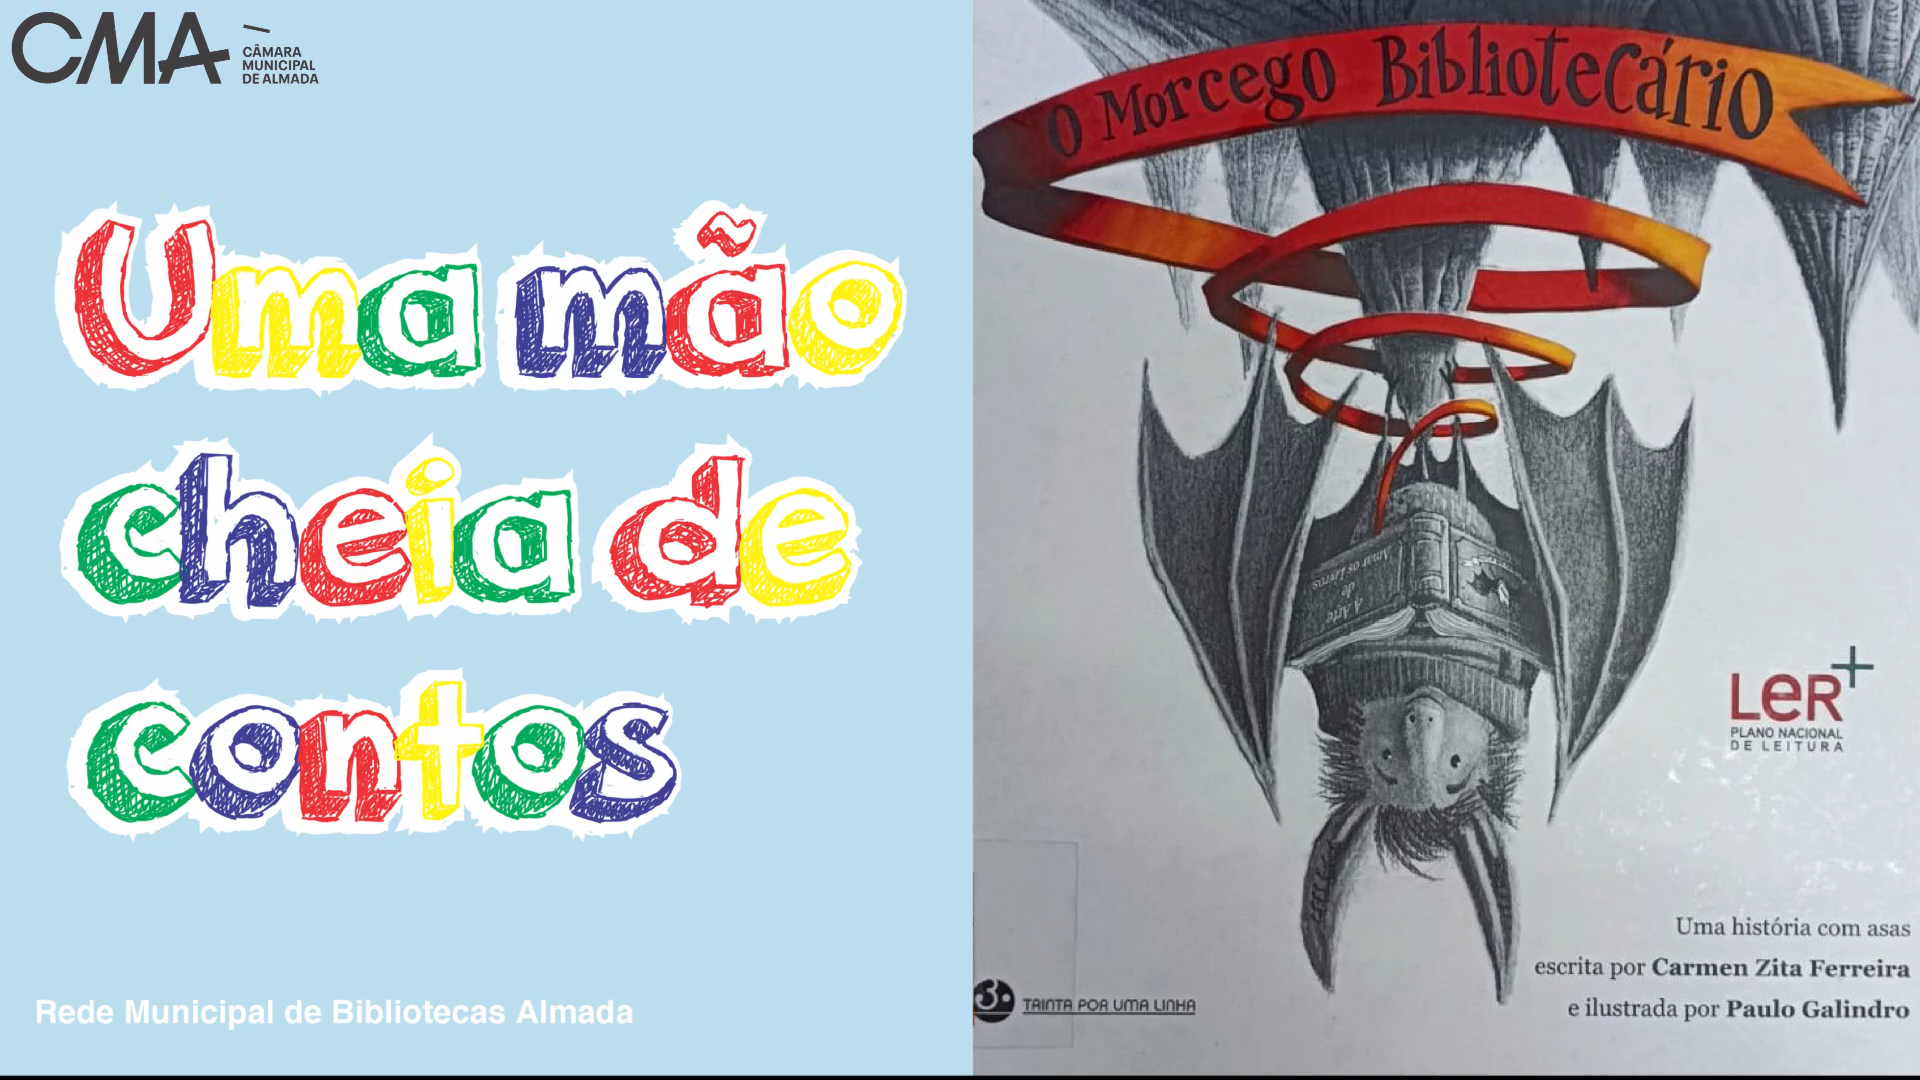 CMA
CÂMARA
MUNICIPAL
DE ALMADA
Uma mão
cheia de
contos
Rede Municipal de Bibliotecas Almada
O Morcego Bibliotecário
A Arte
de
Amar os Livros
LER+
PLANO NACIONAL
DE LEITURA
Uma história com asas
escrita por Carmen Zita Ferreira
e ilustrada por Paulo Galindro
3.
TRINTA POR UMA LINHA